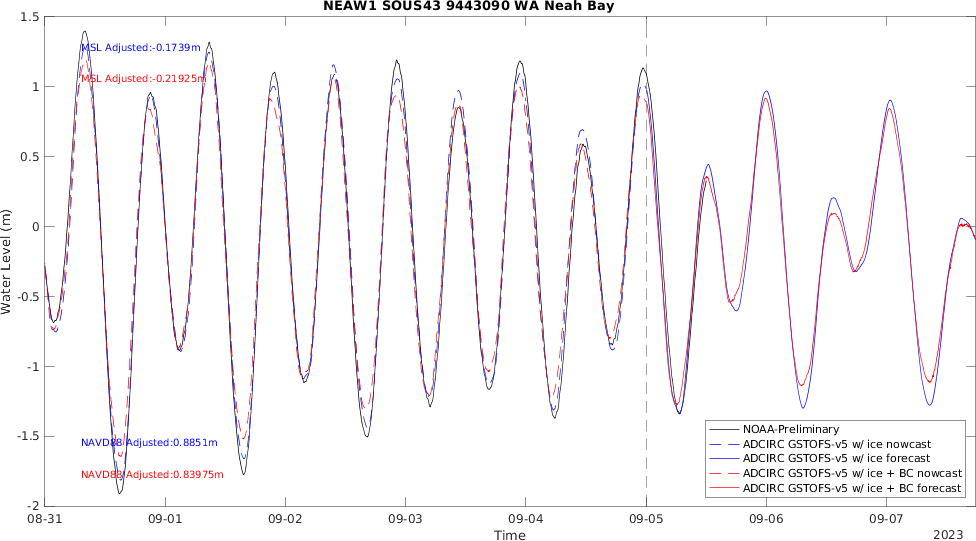 NEAW1 SOUS43 9443090 WA Neah Bay
1.5
1
0.5
0
-0.5
-1
-1.5
-2
Water Level (m)
MSL Adjusted:-0.1739m
MSL Adjusted:-0.21925m
NAVD88 Adjusted:0.8851m
NAVD88 Adjusted:0.83975m
NOAA-Preliminary
ADCIRC GSTOFS-v5 w/ ice nowcast
ADCIRC GSTOFS-v5 w/ ice forecast
ADCIRC GSTOFS-v5 w/ ice + BC nowcast
ADCIRC GSTOFS-v5 w/ ice + BC forecast
08-31 09-01 09-02 09-03 09-04 09-05 09-06 09-07
Time
2023